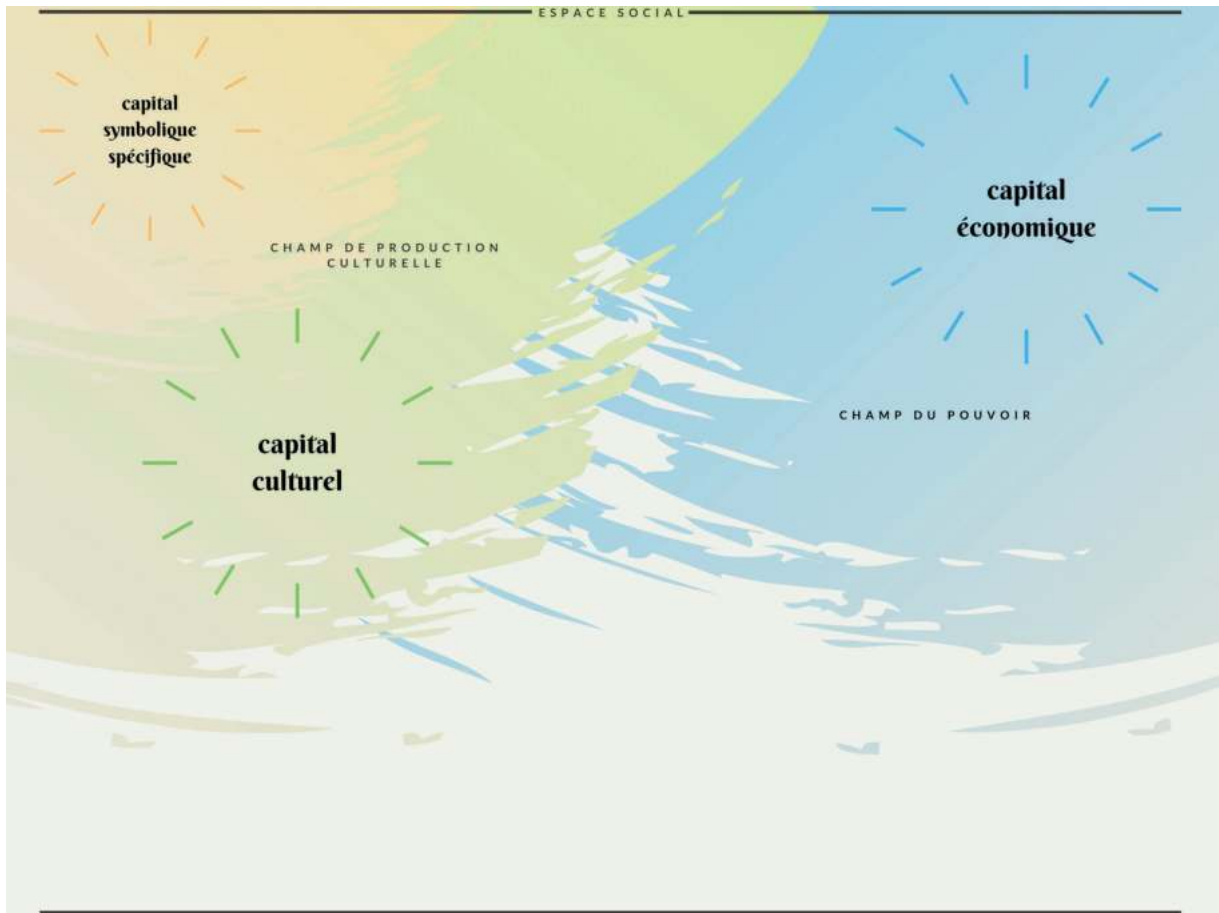 ESPACE SOCIAL
capital
symbolique
spécifique
capital
économique
CHAMP DE PRODUCTION
CULTURELLE
CHAMP DU POUVOIR
capital
culturel